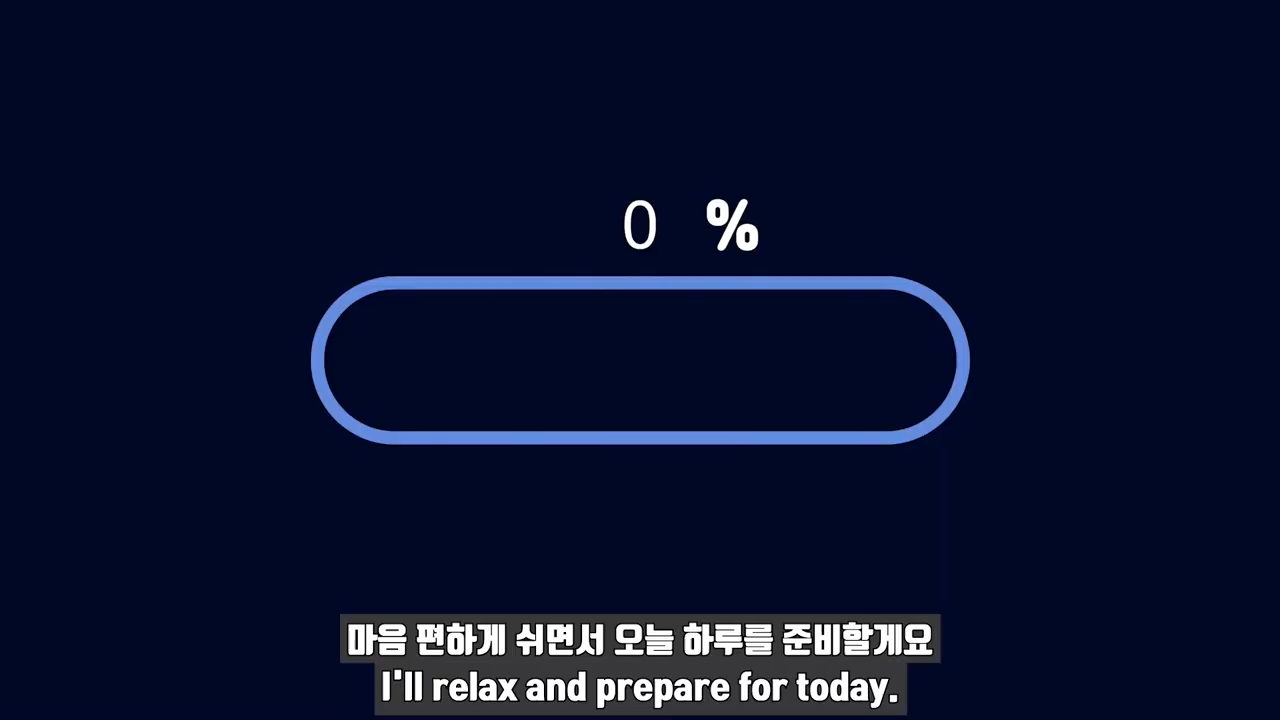 0 %
마음 편하게 쉬면서 오늘 하루를 준비할게요
I'll relax and prepare for today.